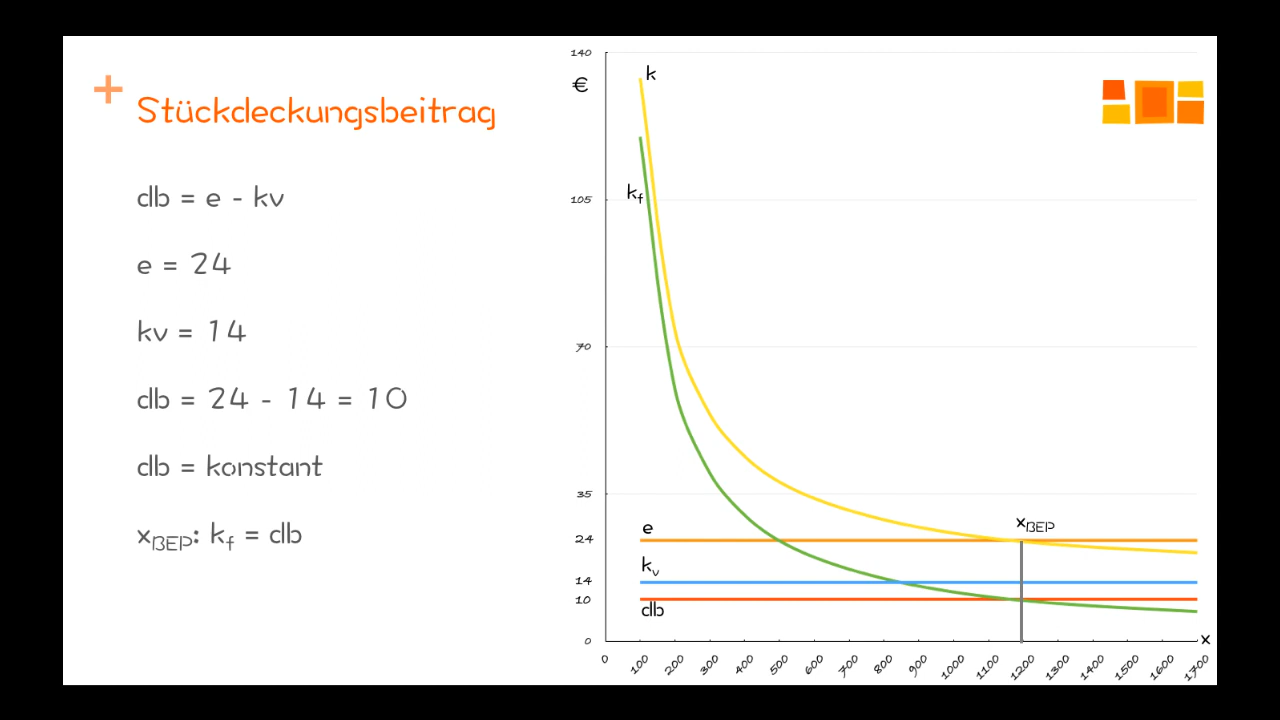 + Stückdeckungsbeitrag
db = e - kv
e = 24
kv = 14
db = 24 - 14 = 10
db = konstant
xBEP: kf = db
140
€
k
105
kf
70
35
24
14
10
0
e
kv
db
xBEP
x
0 100 200 300 400 500 600 700 800 900 1000 1100 1200 1300 1400 1500 1600 1700